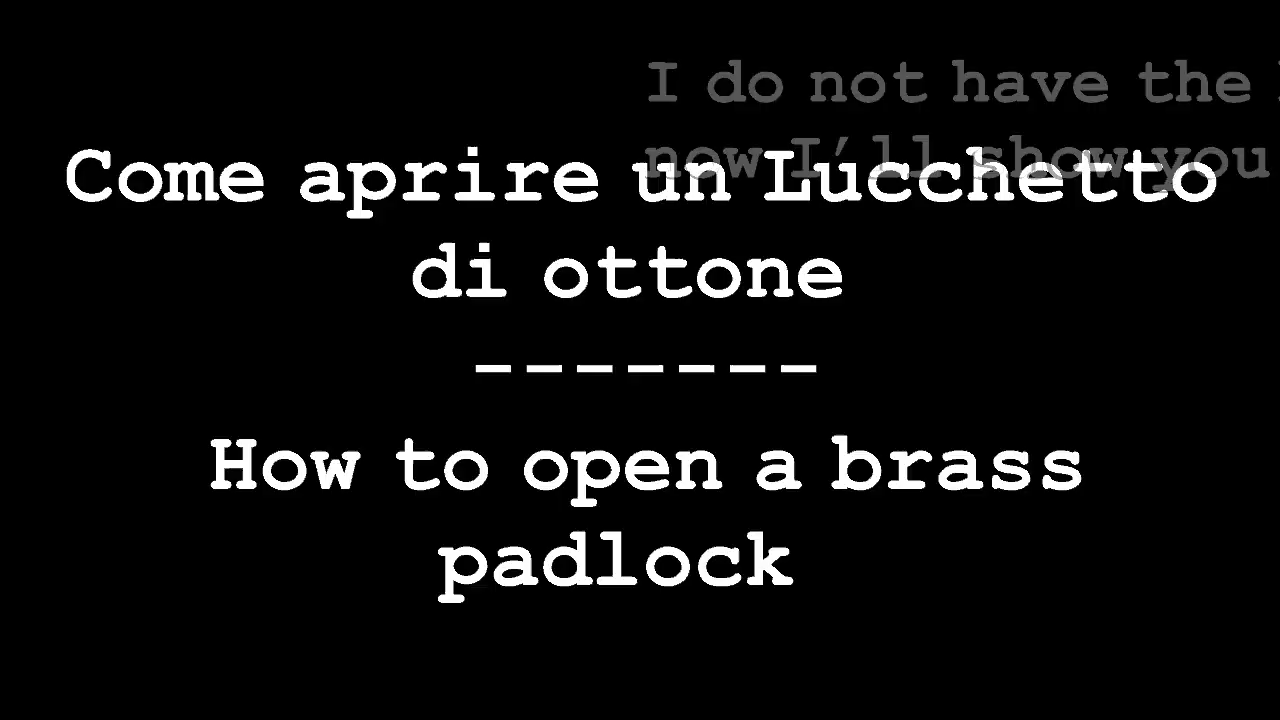 I do not have the
now I'll show you
Come aprire un Lucchetto
di ottone
-------
How to open a brass
padlock